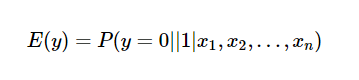 E(y) = P(y = 0||1|x₁, x₂, . . . , xₙ)